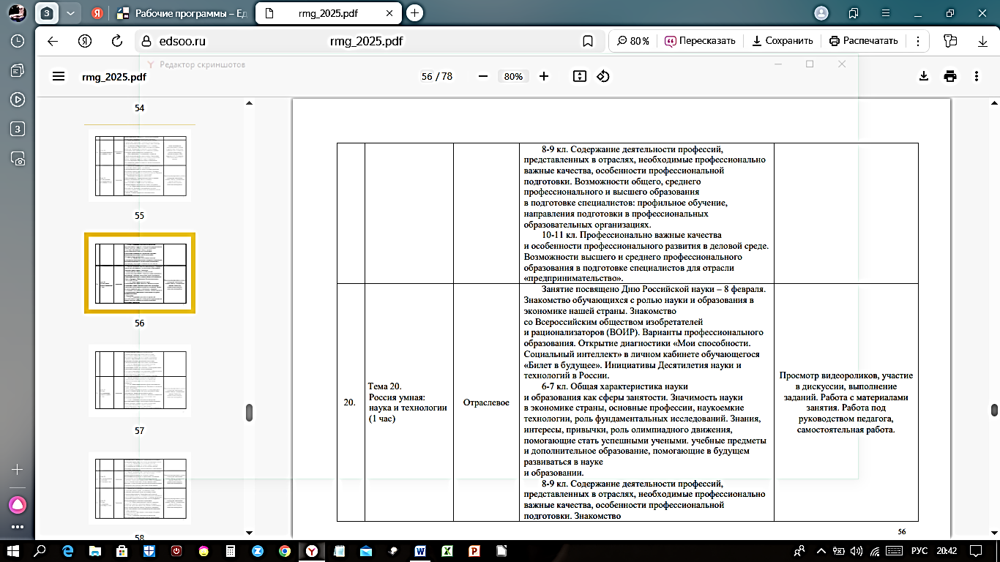 3
Рабочие программы – Ед
rmg_2025.pdf
edsoo.ru
rmg_2025.pdf
80%
Пересказать
Сохранить
Распечатать
Редактор скриншотов
rmg_2025.pdf
56 / 78
80%
54
55
56
57
58
3
8-9 кл. Содержание деятельности профессий,
представленных в отраслях, необходимые профессионально
важные качества, особенности профессиональной
подготовки. Возможности общего, среднего
профессионального и высшего образования
в подготовке специалистов: профильное обучение,
направления подготовки в профессиональных
образовательных организациях.
10-11 кл. Профессионально важные качества
и особенности профессионального развития в деловой среде.
Возможности высшего и среднего профессионального
образования в подготовке специалистов для отрасли
«предпринимательство».
20.
Тема 20.
Россия умная:
наука и технологии
(1 час)
Отраслевое
Занятие посвящено Дню Российской науки – 8 февраля.
Знакомство обучающихся с ролью науки и образования в
экономике нашей страны. Знакомство
со Всероссийским обществом изобретателей
и рационализаторов (ВОИР). Варианты профессионального
образования. Открытие диагностики «Мои способности.
Социальный интеллект» в личном кабинете обучающегося
«Билет в будущее». Инициативы Десятилетия науки и
технологий в России.
6-7 кл. Общая характеристика науки
и образования как сферы занятости. Значимость науки
в экономике страны, основные профессии, наукоемкие
технологии, роль фундаментальных исследований. Знания,
интересы, привычки, роль олимпиадного движения,
помогающие стать успешными учеными. учебные предметы
и дополнительное образование, помогающие в будущем
развиваться в науке
и образовании.
8-9 кл. Содержание деятельности профессий,
представленных в отраслях, необходимые профессионально
важные качества, особенности профессиональной
подготовки. Знакомство
Просмотр видеороликов, участие
в дискуссии, выполнение
заданий. Работа с материалами
занятия. Работа под
руководством педагога,
самостоятельная работа.
56
РУС
20:42